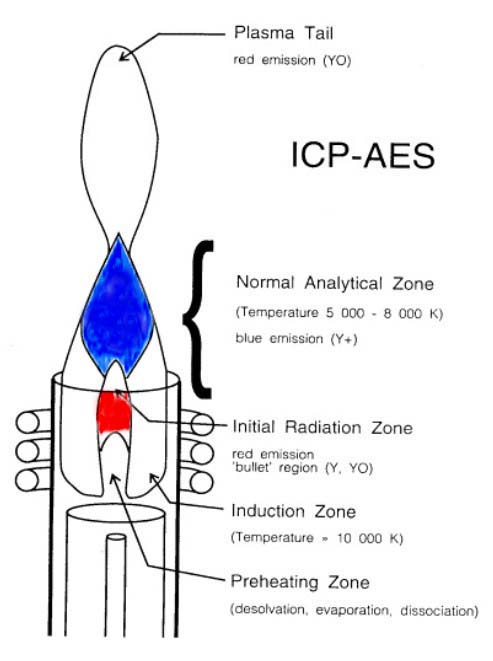 Plasma Tail
red emission (YO)
ICP-AES
Normal Analytical Zone
(Temperature 5 000 - 8 000 K)
blue emission (Y+)
Initial Radiation Zone
red emission
'bullet' region (Y, YO)
Induction Zone
(Temperature » 10 000 K)
Preheating Zone
(desolvation, evaporation, dissociation)